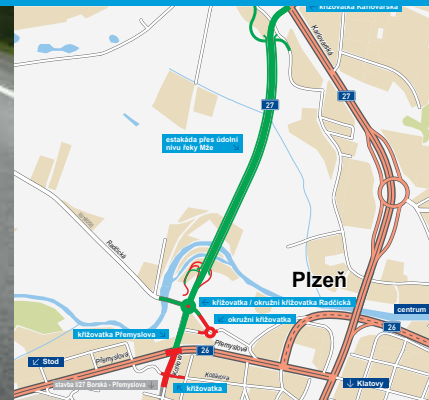 křižovatka Karlovarská
Karlovarská
27
27
estakáda přes údolní
nivu řeky Mže
Radčická
Plzeň
křižovatka / okružní křižovatka Radčická
centrum
okružní křižovatka
26
křižovatka Přemyslova
Přemyslova
26
Stod
Přemyslova
Kollárova
stavba I/27 Borská - Přemyslova
křižovatka
Klatovy